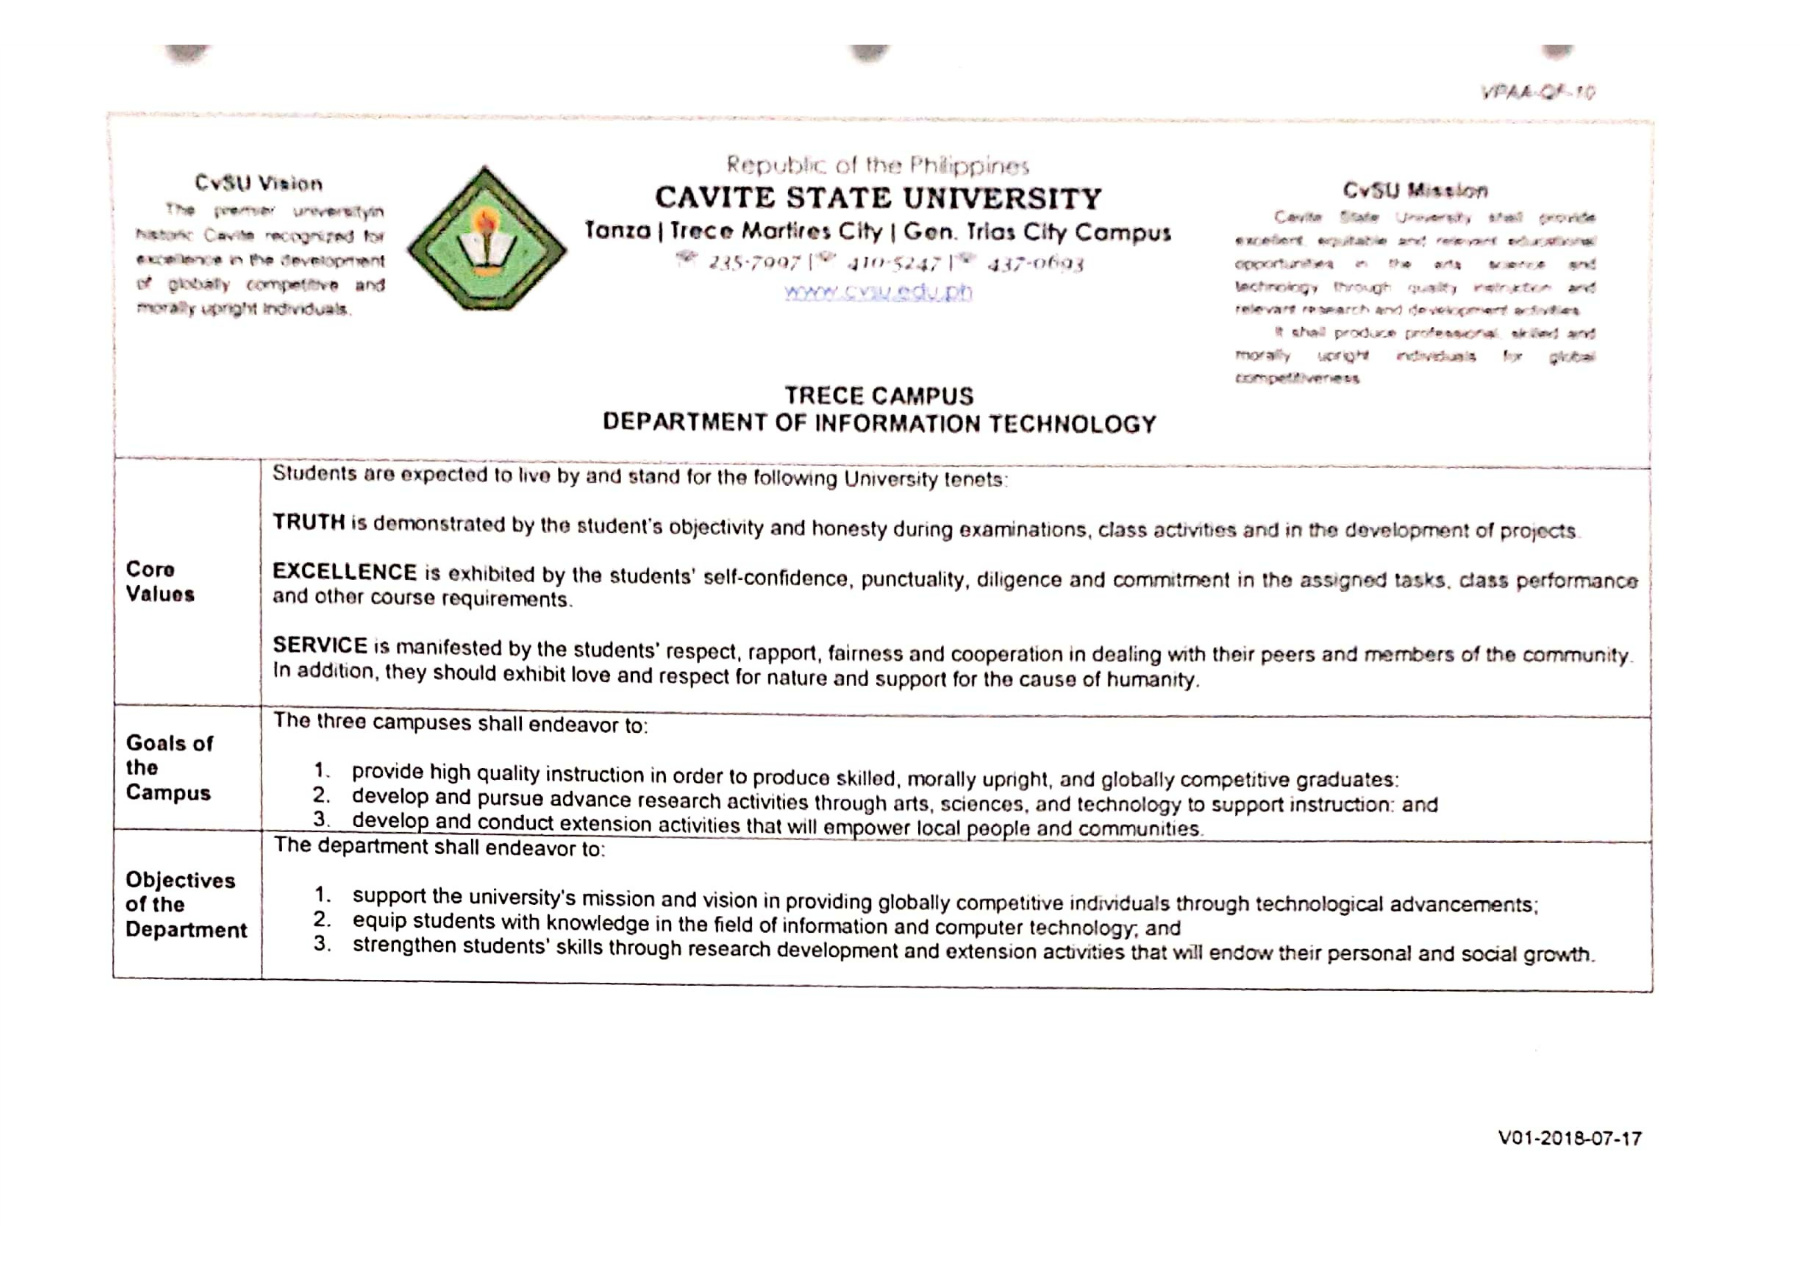 VPAA-QF-10
CvSU Vision
The premier universityin
historic Cavite recognized for
excellence in the development
of globally competitive and
morally upright individuals.
Republic of the Philippines
CAVITE STATE UNIVERSITY
Tanza | Trece Martires City | Gen. Trias City Campus
☏ 235-7997 |☏ 410-5247 |☏ 437-0693
www.cvsu.edu.ph
CvSU Mission
Cavite State University shall provide
excellent, equitable and relevant educational
opportunities in the arts science and
technology through quality instruction and
relevant research and development activities
It shall produce professional, skilled and
morally upright individuals for global
competitiveness
TRECE CAMPUS
DEPARTMENT OF INFORMATION TECHNOLOGY
Core
Values
Students are expected to live by and stand for the following University tenets:
TRUTH is demonstrated by the student's objectivity and honesty during examinations, class activities and in the development of projects.
EXCELLENCE is exhibited by the students' self-confidence, punctuality, diligence and commitment in the assigned tasks, class performance
and other course requirements.
SERVICE is manifested by the students' respect, rapport, fairness and cooperation in dealing with their peers and members of the community.
In addition, they should exhibit love and respect for nature and support for the cause of humanity.
Goals of
the
Campus
The three campuses shall endeavor to:
1. provide high quality instruction in order to produce skilled, morally upright, and globally competitive graduates:
2. develop and pursue advance research activities through arts, sciences, and technology to support instruction: and
3. develop and conduct extension activities that will empower local people and communities.
Objectives
of the
Department
The department shall endeavor to:
1. support the university's mission and vision in providing globally competitive individuals through technological advancements;
2. equip students with knowledge in the field of information and computer technology; and
3. strengthen students' skills through research development and extension activities that will endow their personal and social growth.
V01-2018-07-17